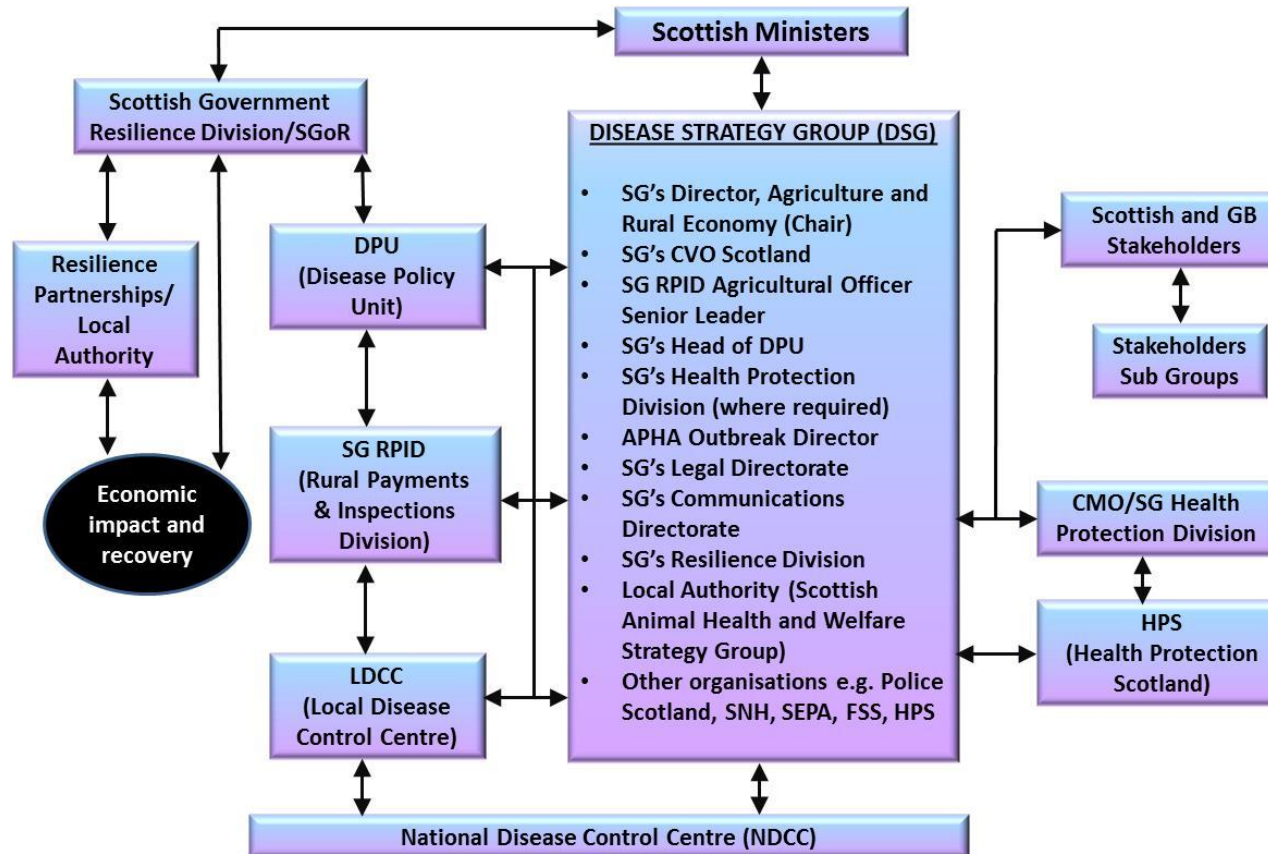 Scottish Ministers
Scottish Government
Resilience Division/SGoR
DISEASE STRATEGY GROUP (DSG)
• SG's Director, Agriculture and
Rural Economy (Chair)
• SG's CVO Scotland
• SG RPID Agricultural Officer
Senior Leader
• SG's Head of DPU
• SG's Health Protection
Division (where required)
• APHA Outbreak Director
• SG's Legal Directorate
• SG's Communications
Directorate
• SG's Resilience Division
• Local Authority (Scottish
Animal Health and Welfare
Strategy Group)
• Other organisations e.g. Police
Scotland, SNH, SEPA, FSS, HPS
Resilience
Partnerships/
Local
Authority
Economic
impact and
recovery
DPU
(Disease Policy
Unit)
SG RPID
(Rural Payments
& Inspections
Division)
LDCC
(Local Disease
Control Centre)
Scottish and GB
Stakeholders
Stakeholders
Sub Groups
CMO/SG Health
Protection Division
HPS
(Health Protection
Scotland)
National Disease Control Centre (NDCC)